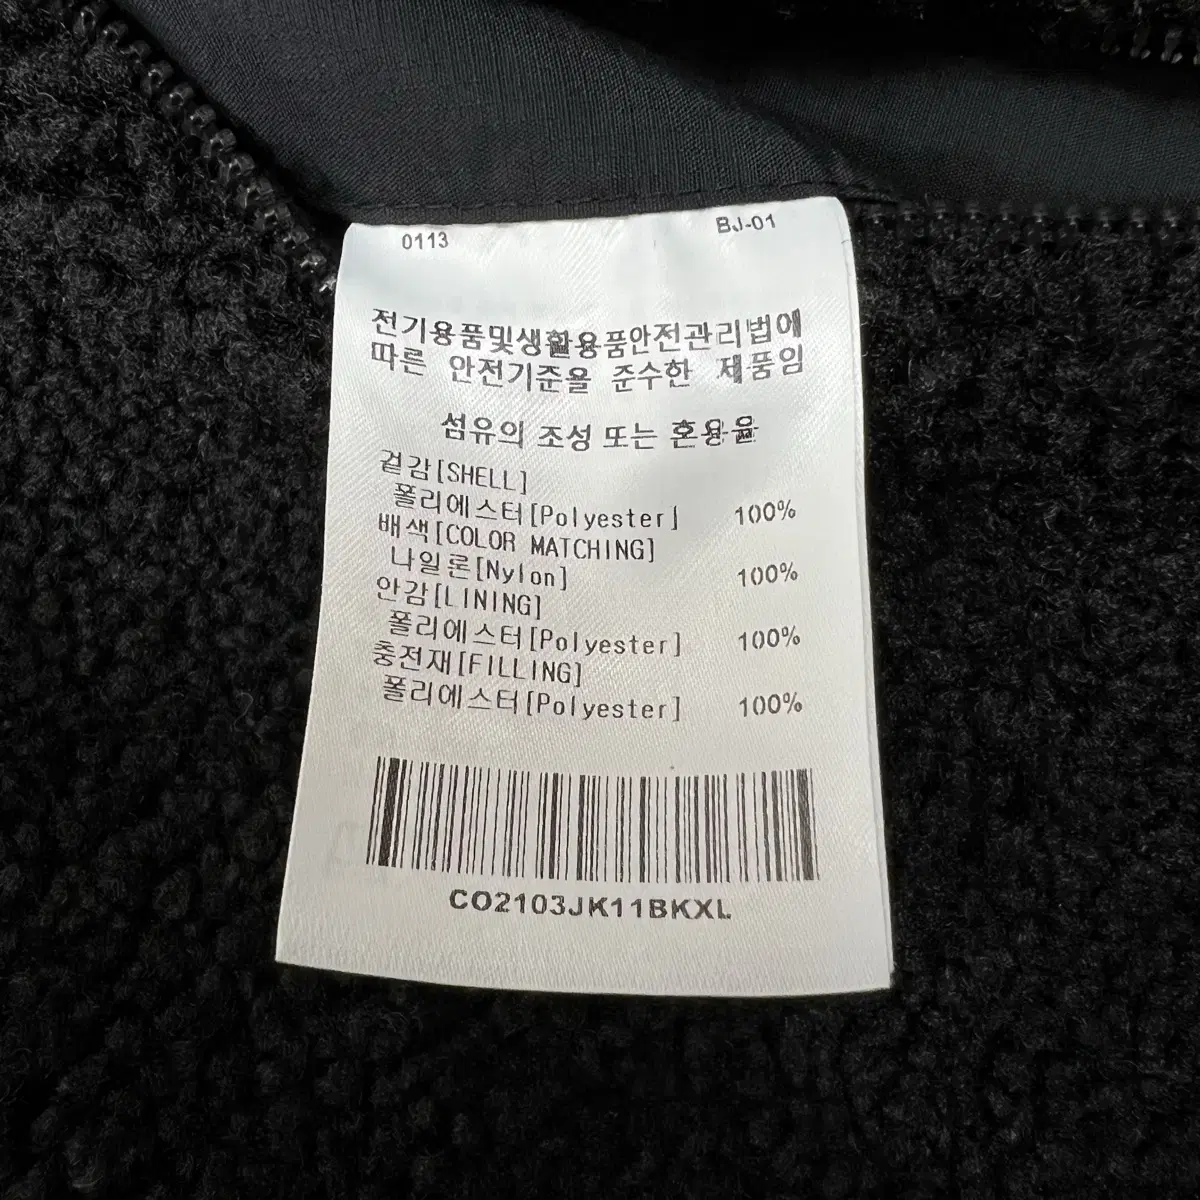 0113 BJ-01
전기용품및생활용품안전관리법에
따른 안전기준을 준수한 제품임
섬유의 조성 또는 혼용율
겉감[SHELL]
폴리에스터[Polyester] 100%
배색[COLOR MATCHING]
나일론[Nylon] 100%
안감[LINING]
폴리에스터[Polyester] 100%
충전재[FILLING]
폴리에스터[Polyester] 100%
CO2103JK11BKXL